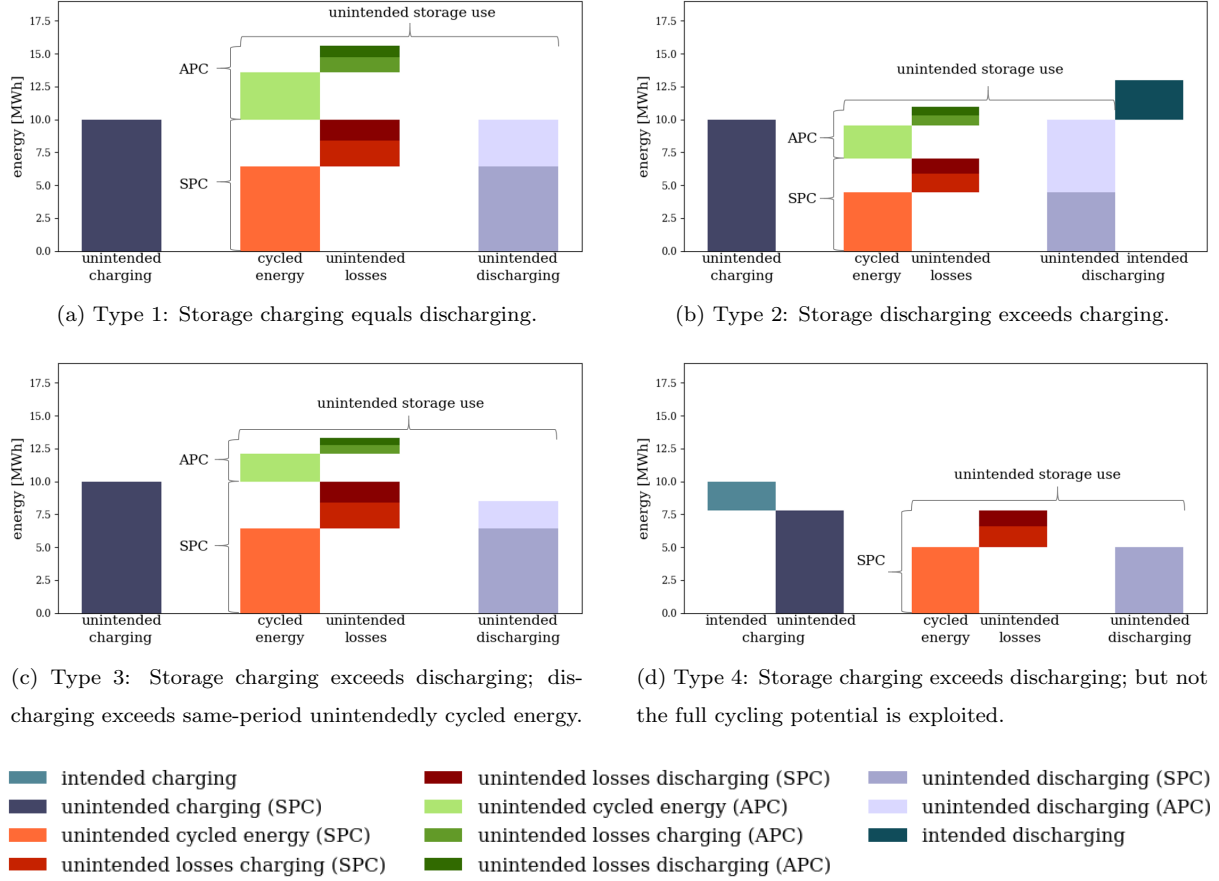 unintended storage use
17.5
15.0
12.5
10.0
7.5
5.0
2.5
0.0
energy [MWh]
APC
SPC
unintended charging
cycled energy
unintended losses
unintended discharging
(a) Type 1: Storage charging equals discharging.
unintended storage use
17.5
15.0
12.5
10.0
7.5
5.0
2.5
0.0
energy [MWh]
APC
SPC
unintended charging
cycled energy
unintended losses
unintended intended
discharging
(b) Type 2: Storage discharging exceeds charging.
unintended storage use
17.5
15.0
12.5
10.0
7.5
5.0
2.5
0.0
energy [MWh]
APC
SPC
unintended charging
cycled energy
unintended losses
unintended discharging
(c) Type 3: Storage charging exceeds discharging; dis-
charging exceeds same-period unintendedly cycled energy.
unintended storage use
17.5
15.0
12.5
10.0
7.5
5.0
2.5
0.0
energy [MWh]
SPC
intended unintended
charging
cycled energy
unintended losses
unintended discharging
(d) Type 4: Storage charging exceeds discharging; but not
the full cycling potential is exploited.
intended charging
unintended charging (SPC)
unintended cycled energy (SPC)
unintended losses charging (SPC)
unintended losses discharging (SPC)
unintended cycled energy (APC)
unintended losses charging (APC)
unintended losses discharging (APC)
unintended discharging (SPC)
unintended discharging (APC)
intended discharging